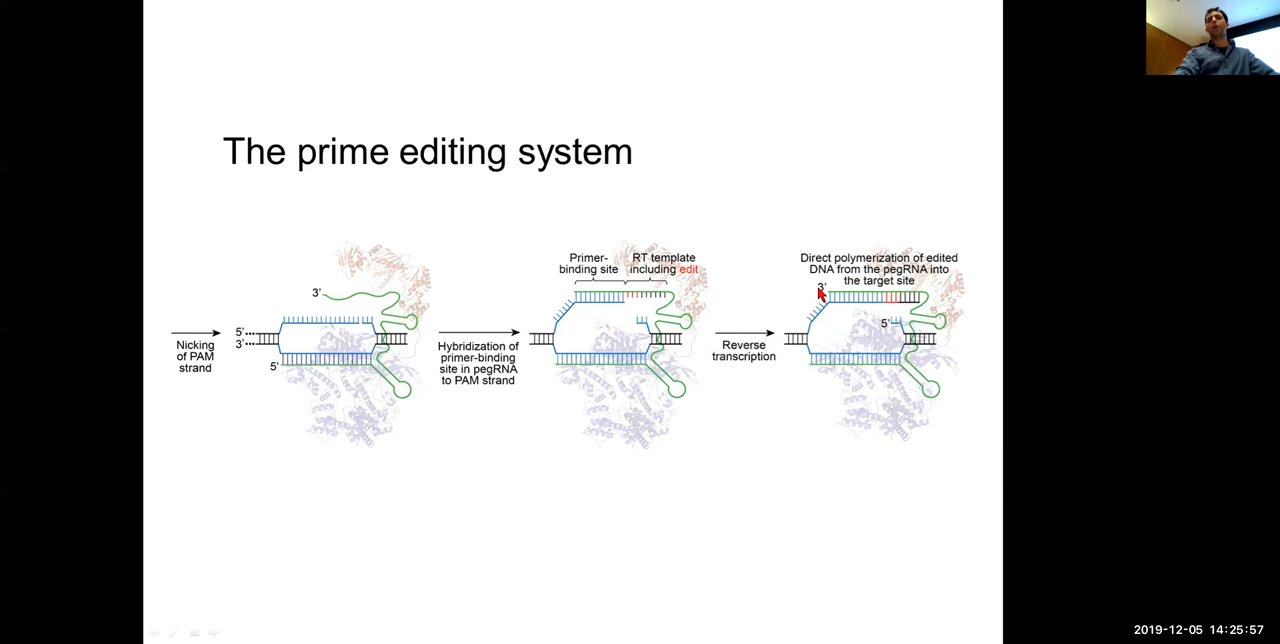 The prime editing system
Nicking
of PAM
strand
3’
5’
3’
5’
Hybridization of
primer-binding
site in pegRNA
to PAM strand
Primer-
binding site
RT template
including edit
Reverse
transcription
Direct polymerization of edited
DNA from the pegRNA into
the target site
3’
5’
2019-12-05 14:25:57